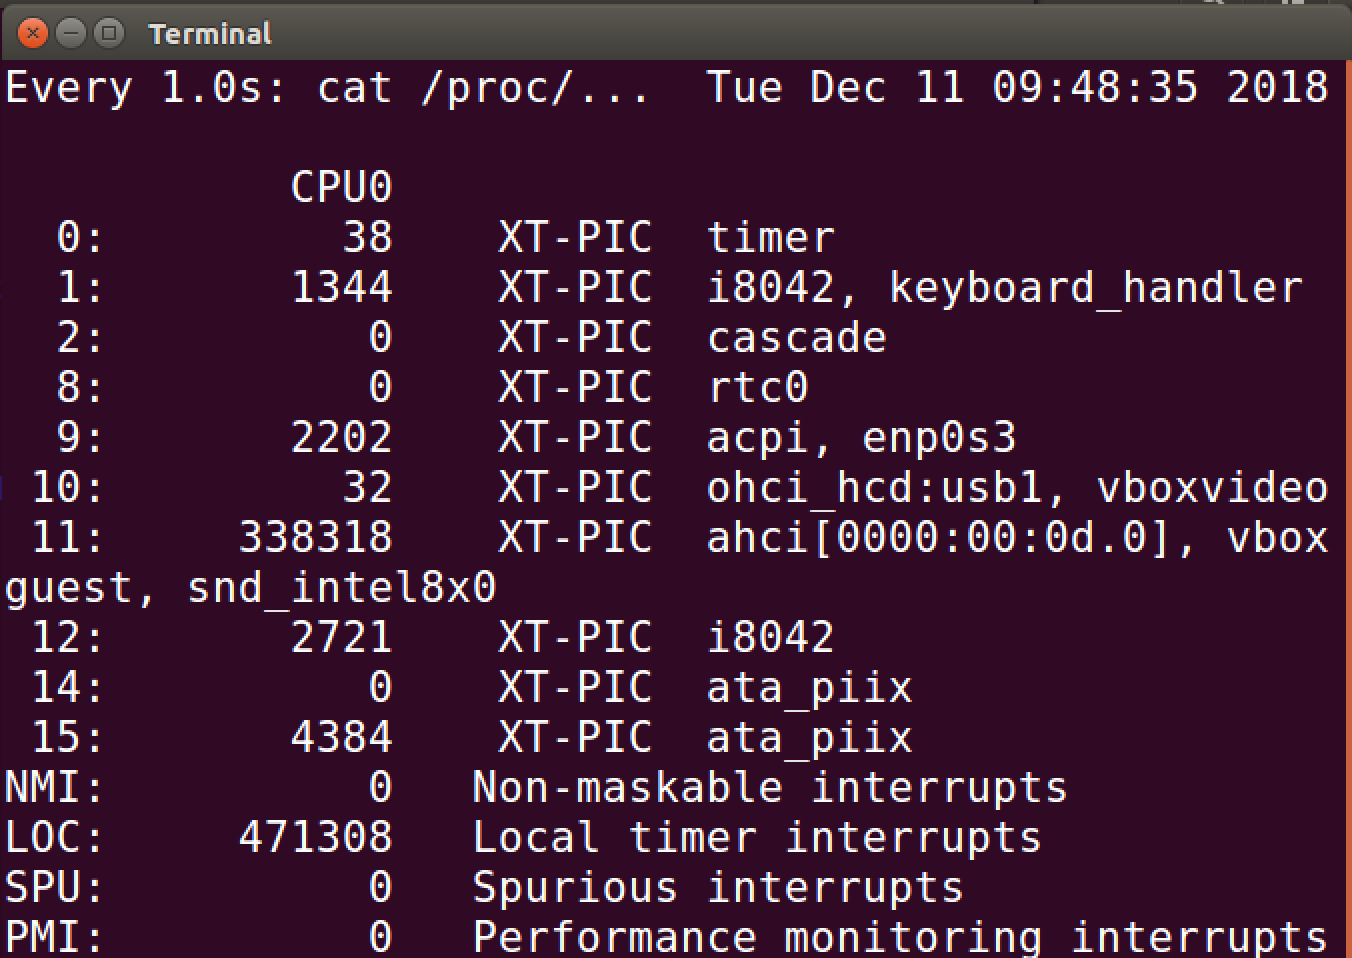 Terminal
Every 1.0s: cat /proc/...  Tue Dec 11 09:48:35 2018
           CPU0
  0:         38    XT-PIC  timer
  1:       1344    XT-PIC  i8042, keyboard_handler
  2:          0    XT-PIC  cascade
  8:          0    XT-PIC  rtc0
  9:       2202    XT-PIC  acpi, enp0s3
 10:         32    XT-PIC  ohci_hcd:usb1, vboxvideo
 11:     338318    XT-PIC  ahci[0000:00:0d.0], vbox
guest, snd_intel8x0
 12:       2721    XT-PIC  i8042
 14:          0    XT-PIC  ata_piix
 15:       4384    XT-PIC  ata_piix
NMI:          0   Non-maskable interrupts
LOC:     471308   Local timer interrupts
SPU:          0   Spurious interrupts
PMI:          0   Performance monitoring interrupts